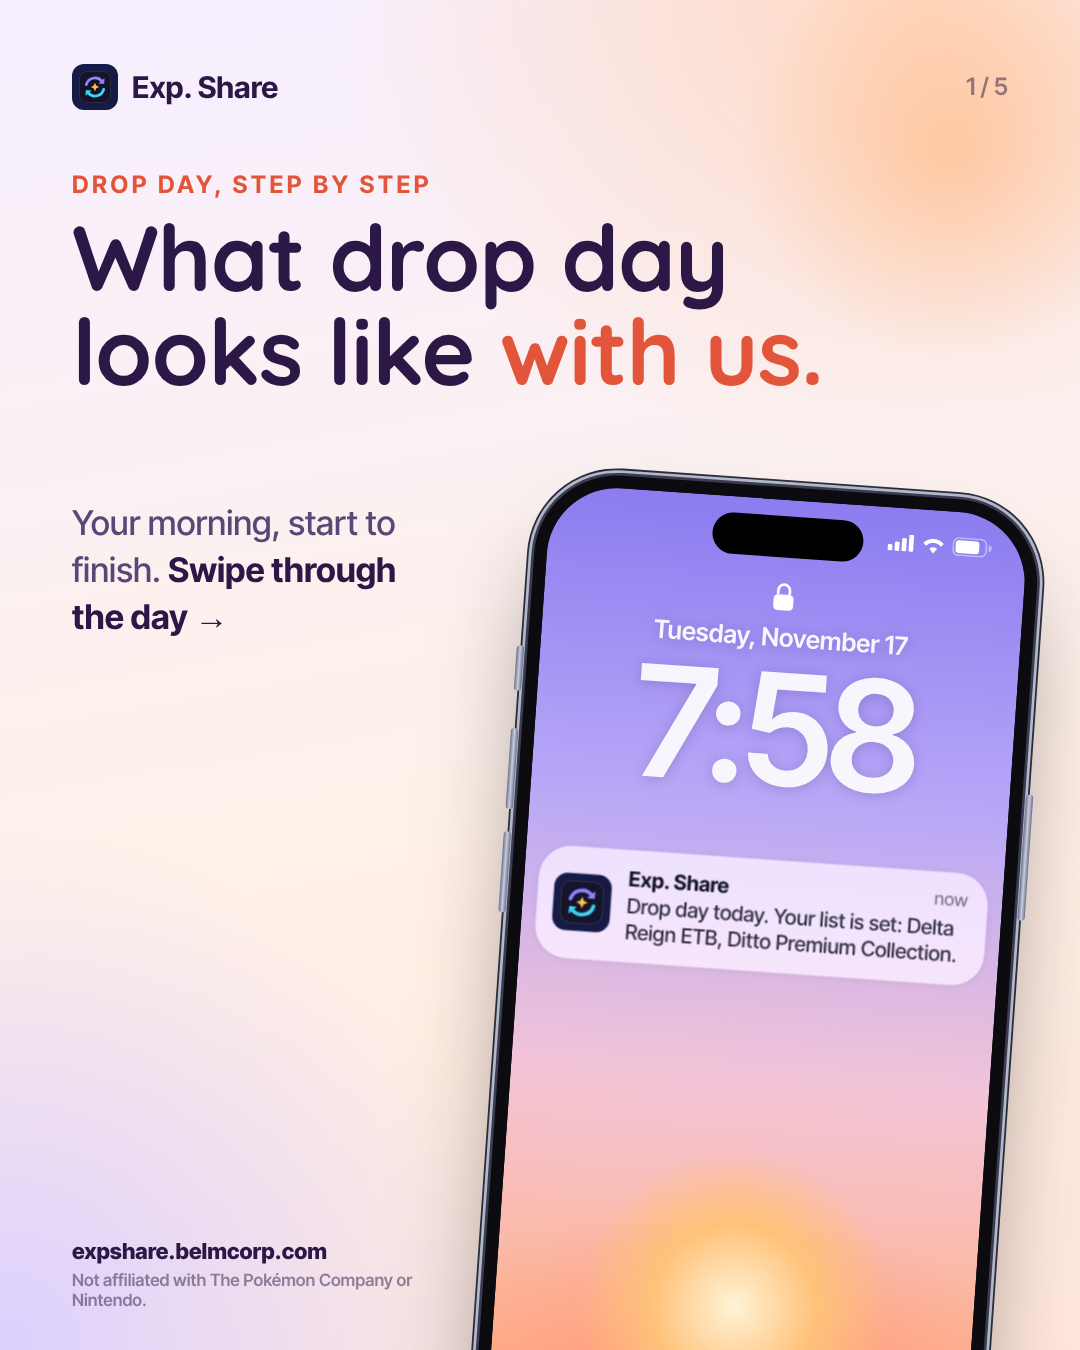 Exp. Share
1 / 5
DROP DAY, STEP BY STEP
What drop day
looks like with us.
Your morning, start to
finish. Swipe through
the day →
Tuesday, November 17
7:58
Exp. Share
now
Drop day today. Your list is set: Delta
Reign ETB, Ditto Premium Collection.
expshare.belmcorp.com
Not affiliated with The Pokémon Company or
Nintendo.